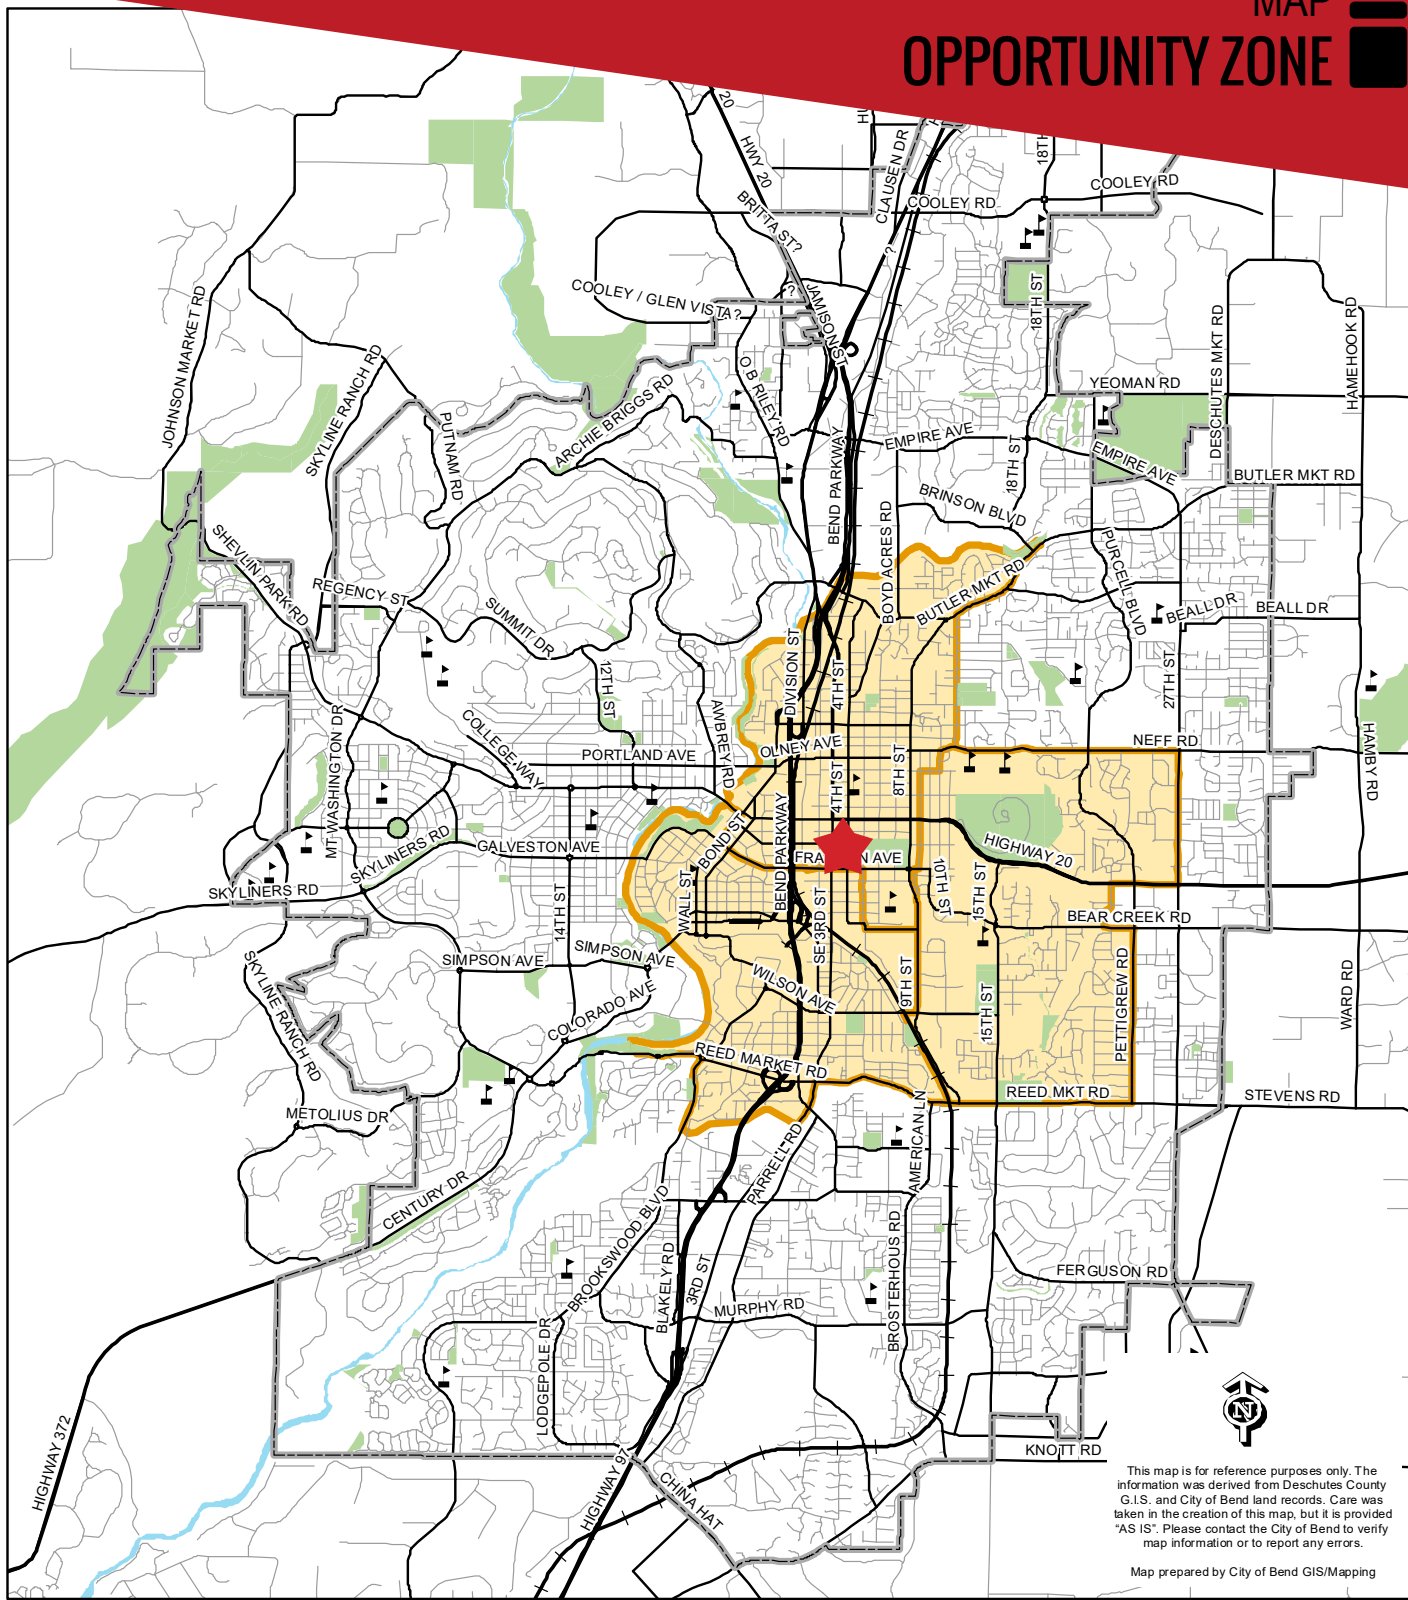 MAP
OPPORTUNITY ZONE
20
HWY 20
CLAUSEN DR
18TH
COOLEY RD
COOLEY RD
BRITTA ST?
?
COOLEY / GLEN VISTA?
?
JAMISON ST
18TH ST
JOHNSON MARKET RD
SKYLINE RANCH RD
O B RILEY RD
DESCHUTES MKT RD
HAMEHOOK RD
YEOMAN RD
ARCHIE BRIGGS RD
PUTNAM RD
EMPIRE AVE
EMPIRE AVE
BUTLER MKT RD
18TH ST
BEND PARKWAY
BRINSON BLVD
BOYD ACRES RD
SHEVLIN PARK RD
REGENCY ST
SUMMIT DR
BUTLER MKT RD
PURCELL BLVD
BEALL DR
BEALL DR
12TH ST
DIVISION ST
4TH ST
27TH ST
COLLEGE WAY
AWBREY RD
MT WASHINGTON DR
PORTLAND AVE
OLNEY AVE
NEFF RD
HAMBY RD
4TH ST
8TH ST
BEND PARKWAY
SKYLINERS RD
GALVESTON AVE
BOND ST
HIGHWAY 20
SKYLINERS RD
WALL ST
10TH ST
15TH ST
14TH ST
SE 3RD ST
BEAR CREEK RD
SIMPSON AVE
SIMPSON AVE
WILSON AVE
9TH ST
15TH ST
PETTIGREW RD
WARD RD
SKYLINE RANCH RD
COLORADO AVE
REED MARKET RD
REED MKT RD
STEVENS RD
METOLIUS DR
AMERICAN LN
CENTURY DR
PARRELL RD
BROOKSWOOD BLVD
BLAKELY RD
3RD ST
BROSTERHOUS RD
FERGUSON RD
MURPHY RD
LODGEPOLE DR
HIGHWAY 372
HIGHWAY 97
CHINA HAT
KNOTT RD
N
This map is for reference purposes only. The
information was derived from Deschutes County
G.I.S. and City of Bend land records. Care was
taken in the creation of this map, but it is provided
"AS IS". Please contact the City of Bend to verify
map information or to report any errors.
Map prepared by City of Bend GIS/Mapping